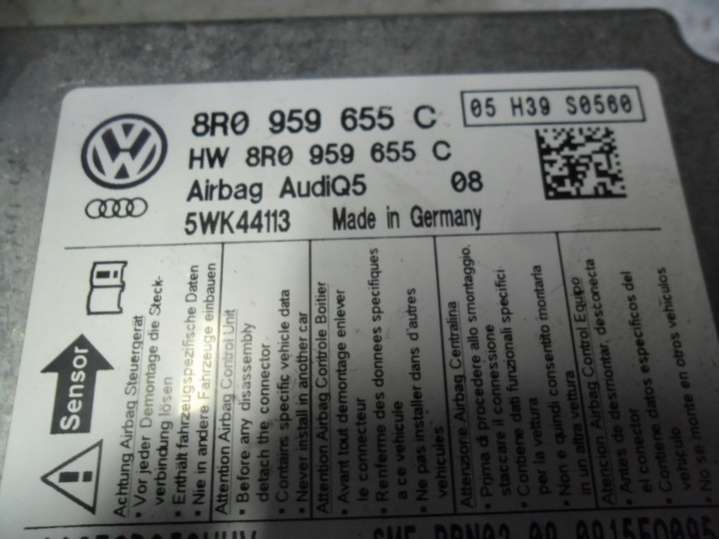 8R0 959 655 C
05 H39 S0560
HW 8R0 959 655 C
Airbag AudiQ5 08
5WK44113 Made in Germany
Sensor
Achtung Airbag Steuergerät
• Vor jeder Demontage die Steck-
verbindung lösen
• Enthält fahrzeugspezifische Daten
• Nie in andere Fahrzeuge einbauen
Attention Airbag Control Unit
• Before any disassembly
detach the connector
• Contains specific vehicle data
• Never install in another car
Attention Airbag Controle Boitier
• Avant tout demontage enlever
le connecteur
• Renferme des donnees specifiques
a ce vehicule
• Ne pas installer dans d'autres
vehicules
Attenzione Airbag Centralina
• Poma di procedere allo smontaggio,
staccare il connessione
• Contiene dati funzionali specifici
per la vettura
• Non e quindi consentito montarla
in un altra vettura
Atencion Airbag Control Equipo
• Antes de desmontar, desconecta
el conector
• Contiene datos especificos del
vehiculo
• No se monte en otros vehiculos